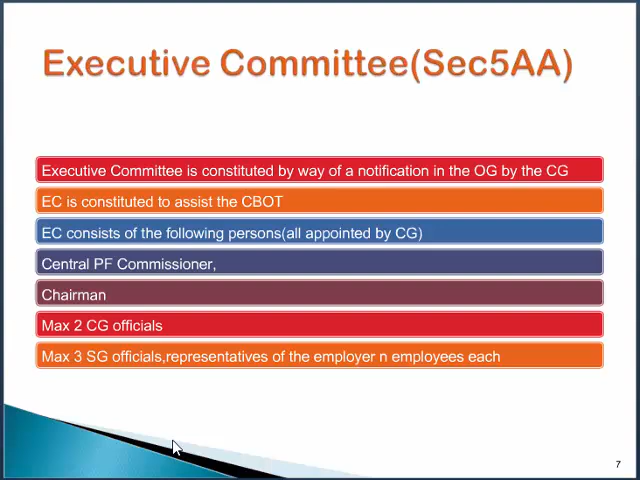 Executive Committee(Sec5AA)
Executive Committee is constituted by way of a notification in the OG by the CG
EC is constituted to assist the CBOT
EC consists of the following persons(all appointed by CG)
Central PF Commissioner,
Chairman
Max 2 CG officials
Max 3 SG officials,representatives of the employer n employees each
7